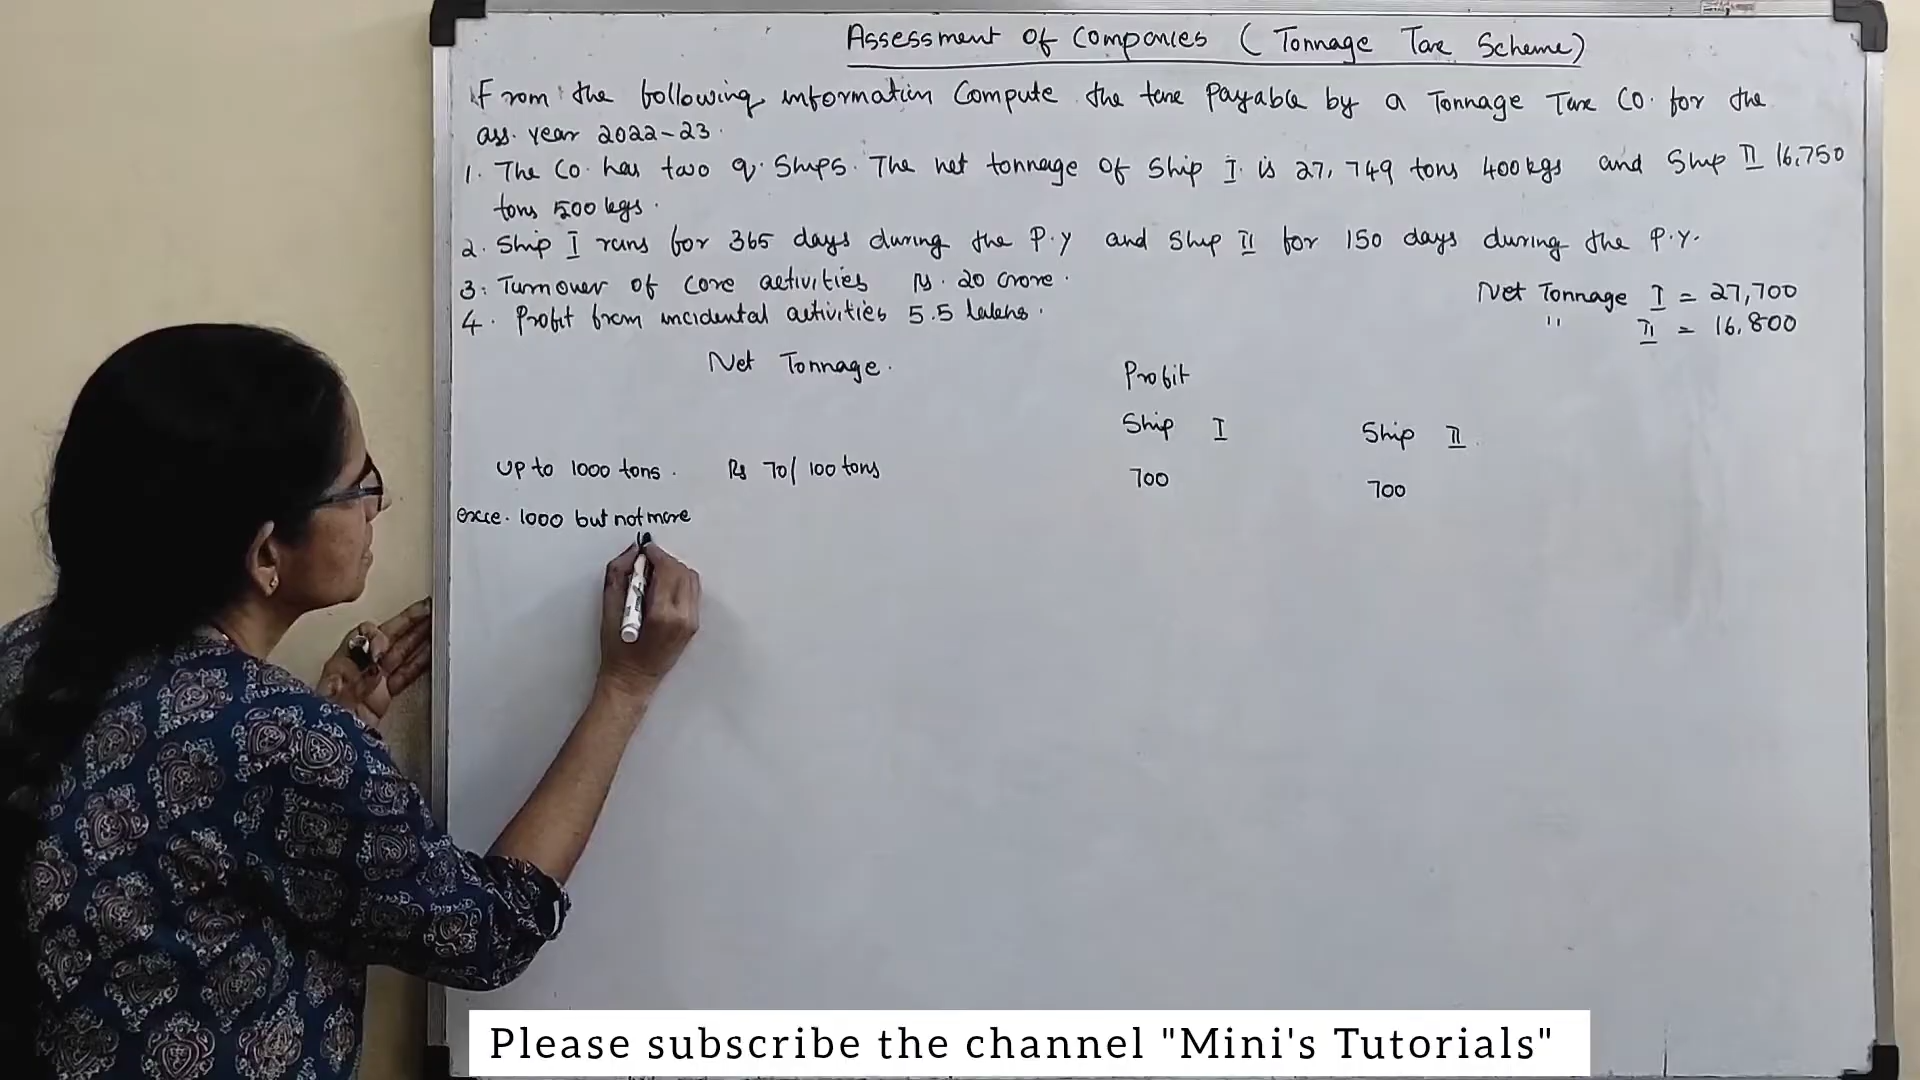 Assessment of Companies (Tonnage Tax Scheme)
From the following information Compute the tax payable by a Tonnage Tax Co. for the
ass. year 2022-23.
1. The Co. has two q. Ships. The net tonnage of Ship I is 27,749 tons 400kgs and Ship II 16,750
tons 500 kgs.
2. Ship I runs for 365 days during the P.y and Ship II for 150 days during the P.Y.
3. Turnover of core activities Rs. 20 crore.
4. Profit from incidental activities 5.5 lakhs.
Net Tonnage I = 27,700
" II = 16,800
Net Tonnage.
Profit
Ship I
Ship II
Up to 1000 tons. Rs 70/ 100 tons 700 700
exce. 1000 but not more
Please subscribe the channel "Mini's Tutorials"